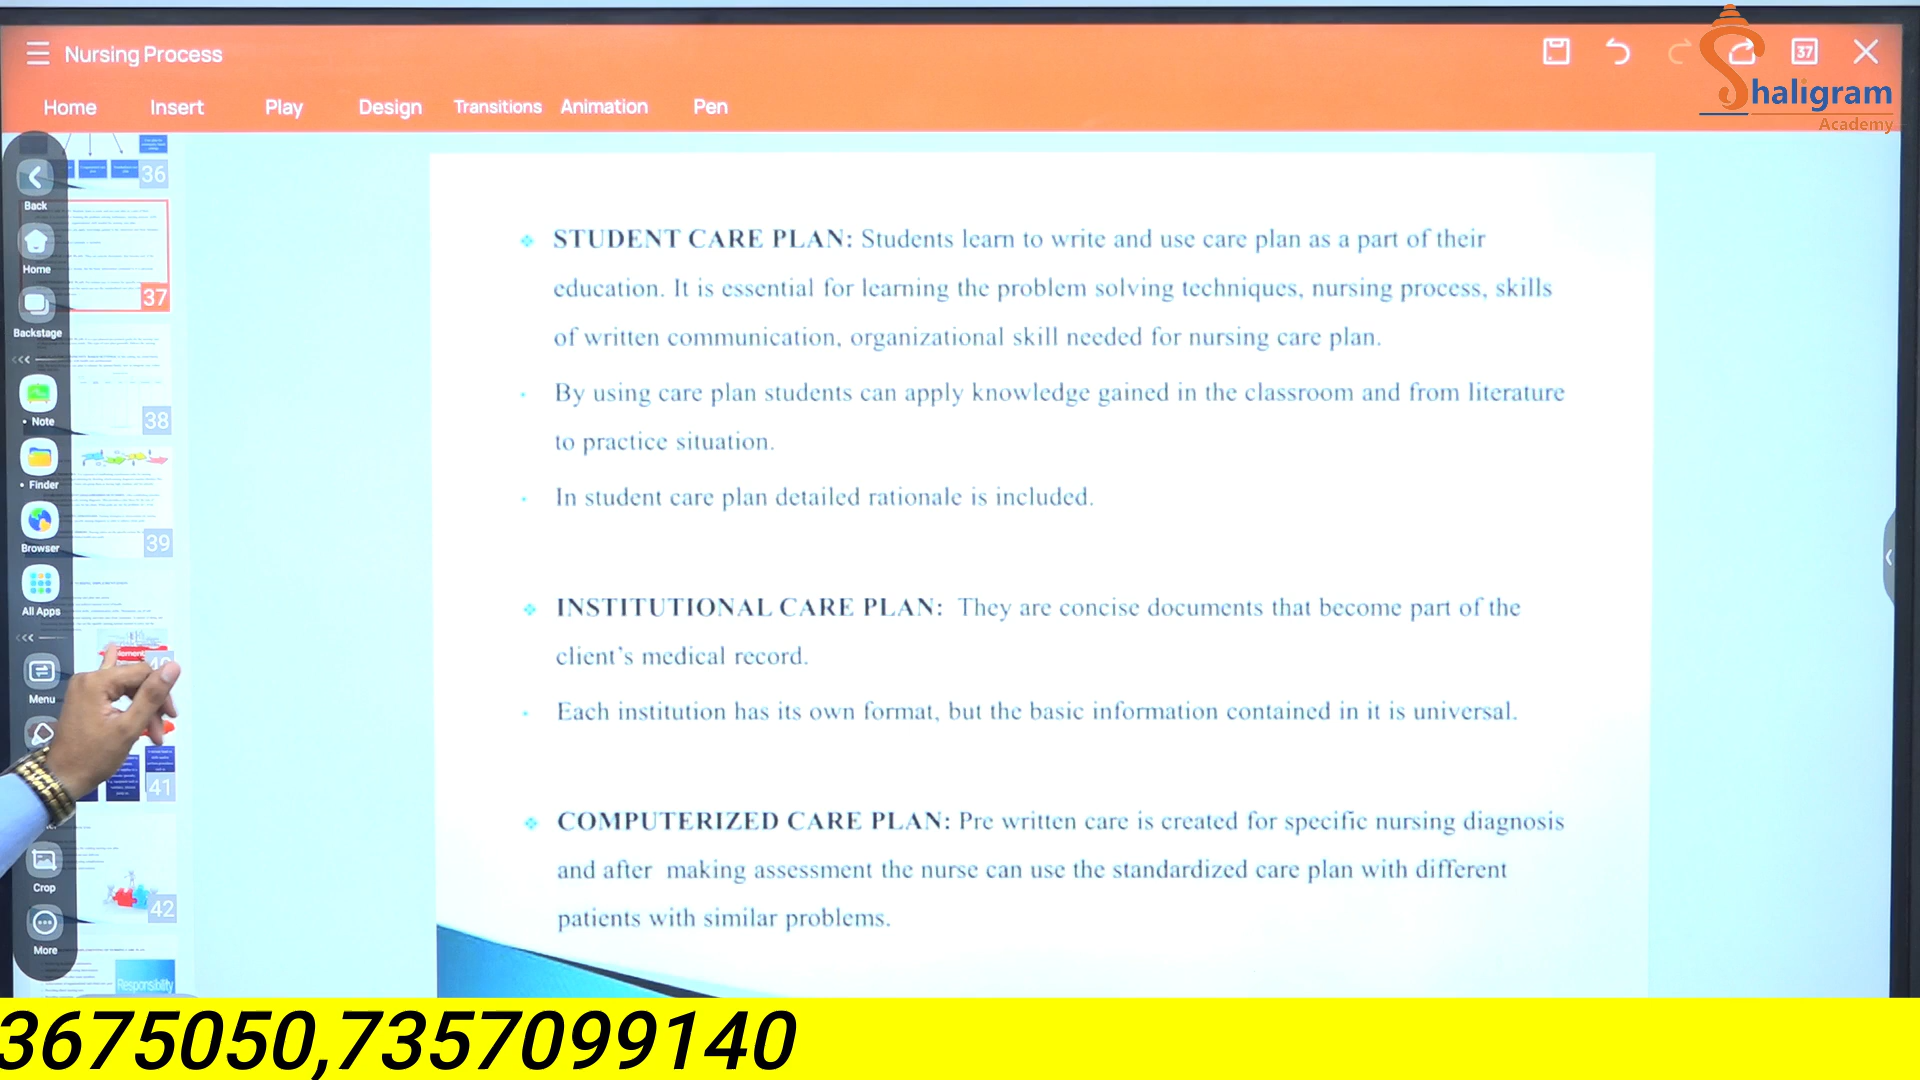 Nursing Process
37
Shaligram
Academy
Home Insert Play Design Transitions Animation Pen
36
Back
37
Home
Backstage
38
Note
Finder
39
Browser
All Apps
Menu
41
Crop
42
More
Responsibility
STUDENT CARE PLAN: Students learn to write and use care plan as a part of their
education. It is essential for learning the problem solving techniques, nursing process, skills
of written communication, organizational skill needed for nursing care plan.
By using care plan students can apply knowledge gained in the classroom and from literature
to practice situation.
In student care plan detailed rationale is included.
INSTITUTIONAL CARE PLAN: They are concise documents that become part of the
client's medical record.
Each institution has its own format, but the basic information contained in it is universal.
COMPUTERIZED CARE PLAN: Pre written care is created for specific nursing diagnosis
and after making assessment the nurse can use the standardized care plan with different
patients with similar problems.
3675050,7357099140